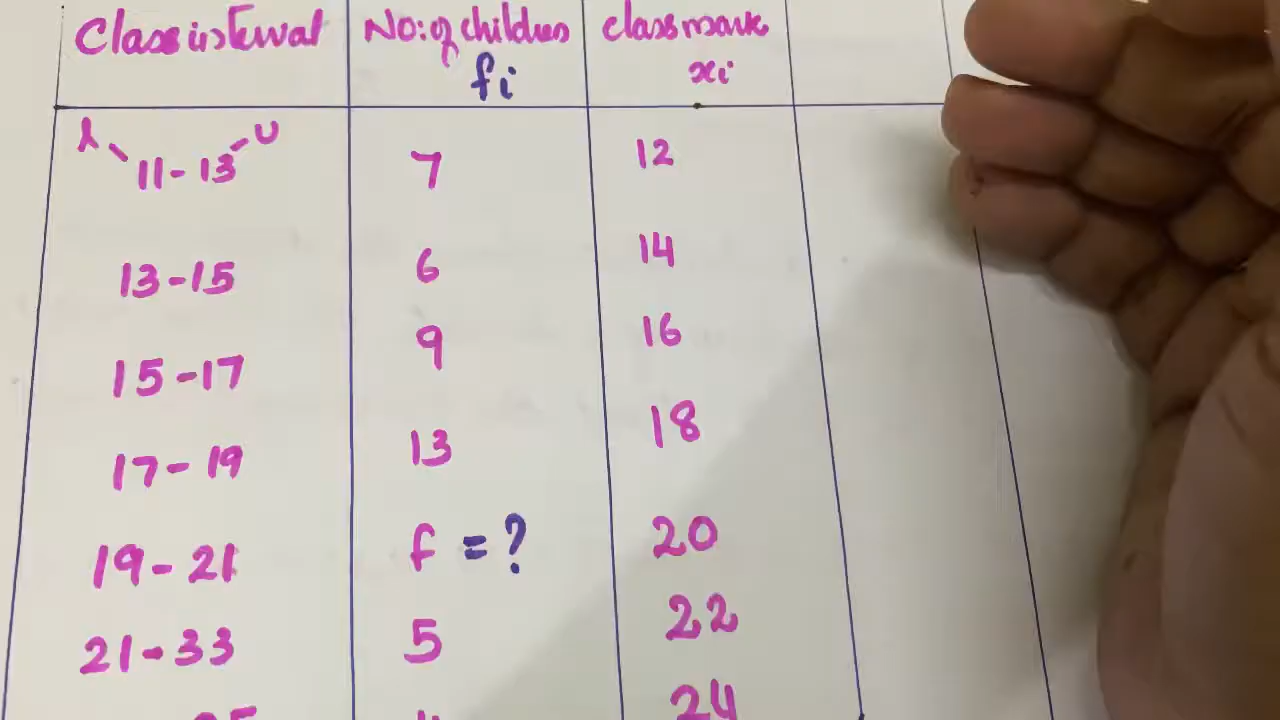 Class interval No: of children class mark
fi xi
l U
11-13 7 12
13-15 6 14
15-17 9 16
17-19 13 18
19-21 f = ? 20
21-33 5 22
24